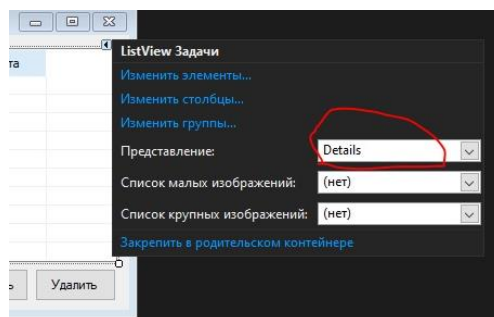 та
ListView Задачи
Изменить элементы...
Изменить столбцы...
Изменить группы...
Представление: Details
Список малых изображений: (нет)
Список крупных изображений: (нет)
Закрепить в родительском контейнере
ь Удалить